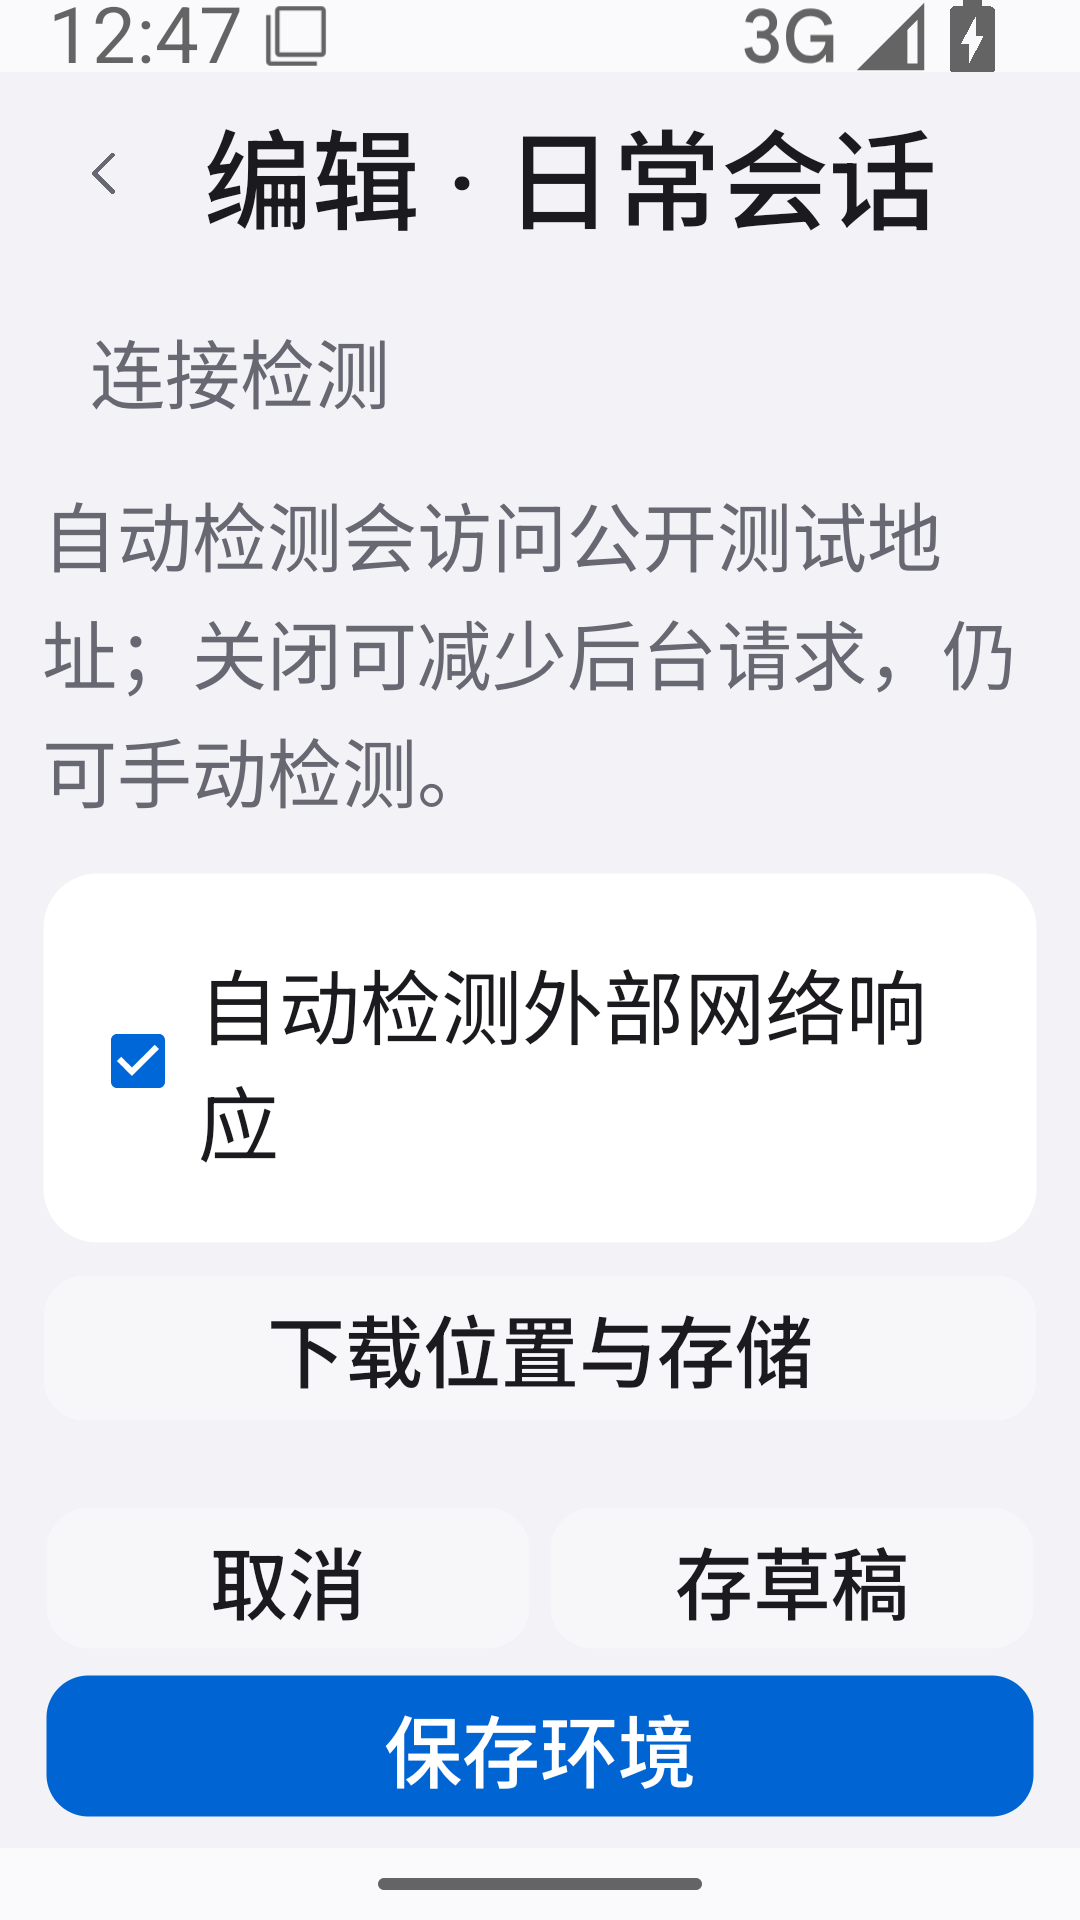 12:47
3G
编辑 · 日常会话
连接检测
自动检测会访问公开测试地
址；关闭可减少后台请求，仍
可手动检测。
自动检测外部网络响
应
下载位置与存储
取消
存草稿
保存环境